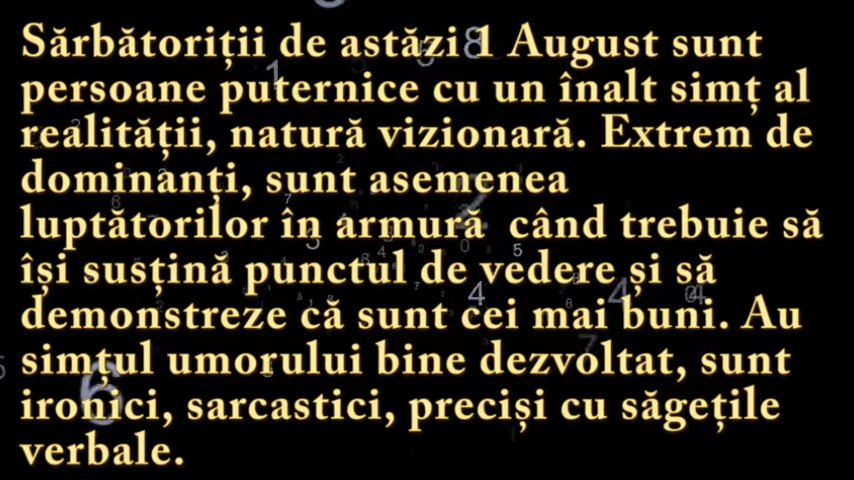 Sărbătoriții de astăzi 1 August sunt
persoane puternice cu un înalt simț al
realității, natură vizionară. Extrem de
dominanți, sunt asemenea
luptătorilor în armură când trebuie să
își susțină punctul de vedere și să
demonstreze că sunt cei mai buni. Au
simțul umorului bine dezvoltat, sunt
ironici, sarcastici, preciși cu săgețile
verbale.